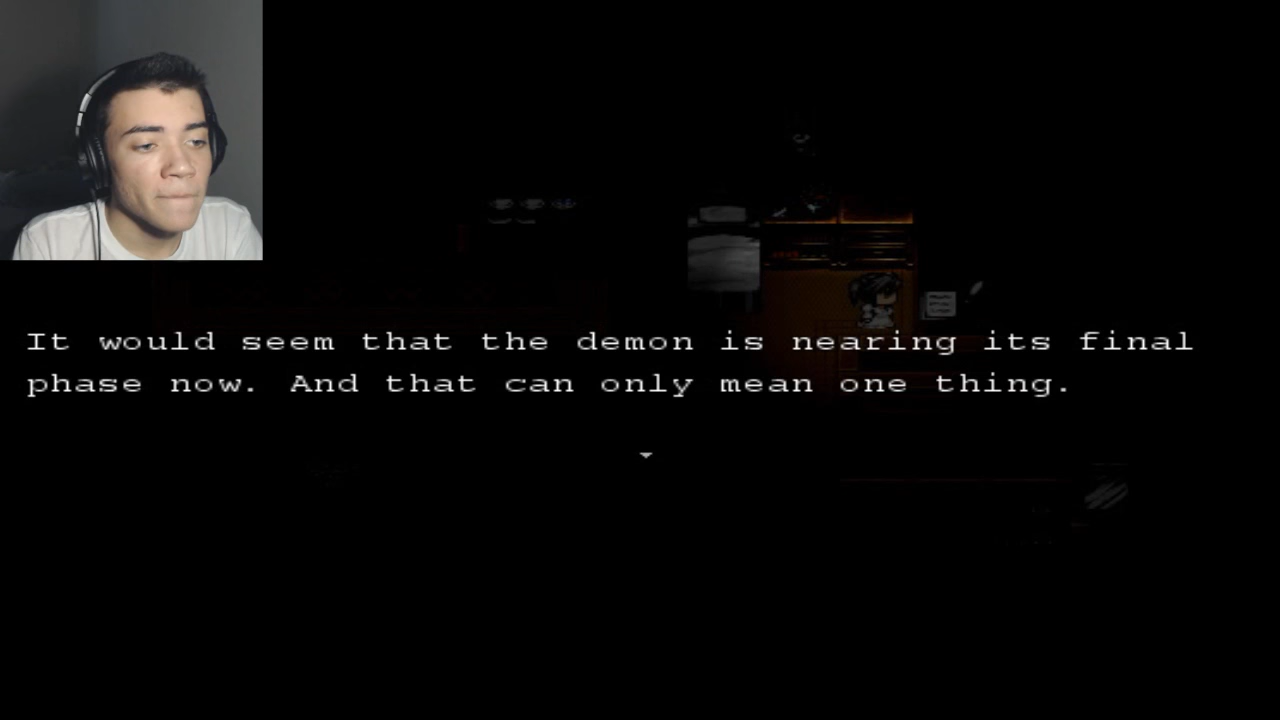 It would seem that the demon is nearing its final
phase now. And that can only mean one thing.